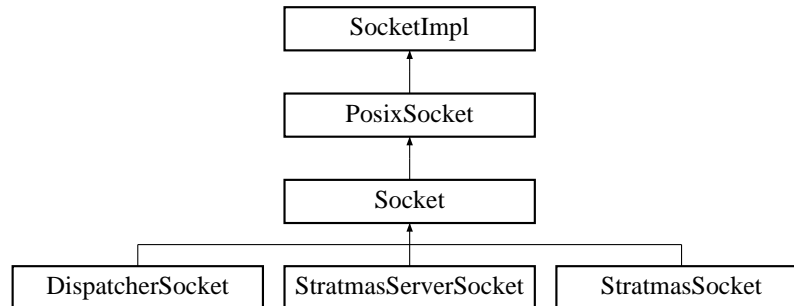 SocketImpl
PosixSocket
Socket
DispatcherSocket
StratmasServerSocket
StratmasSocket